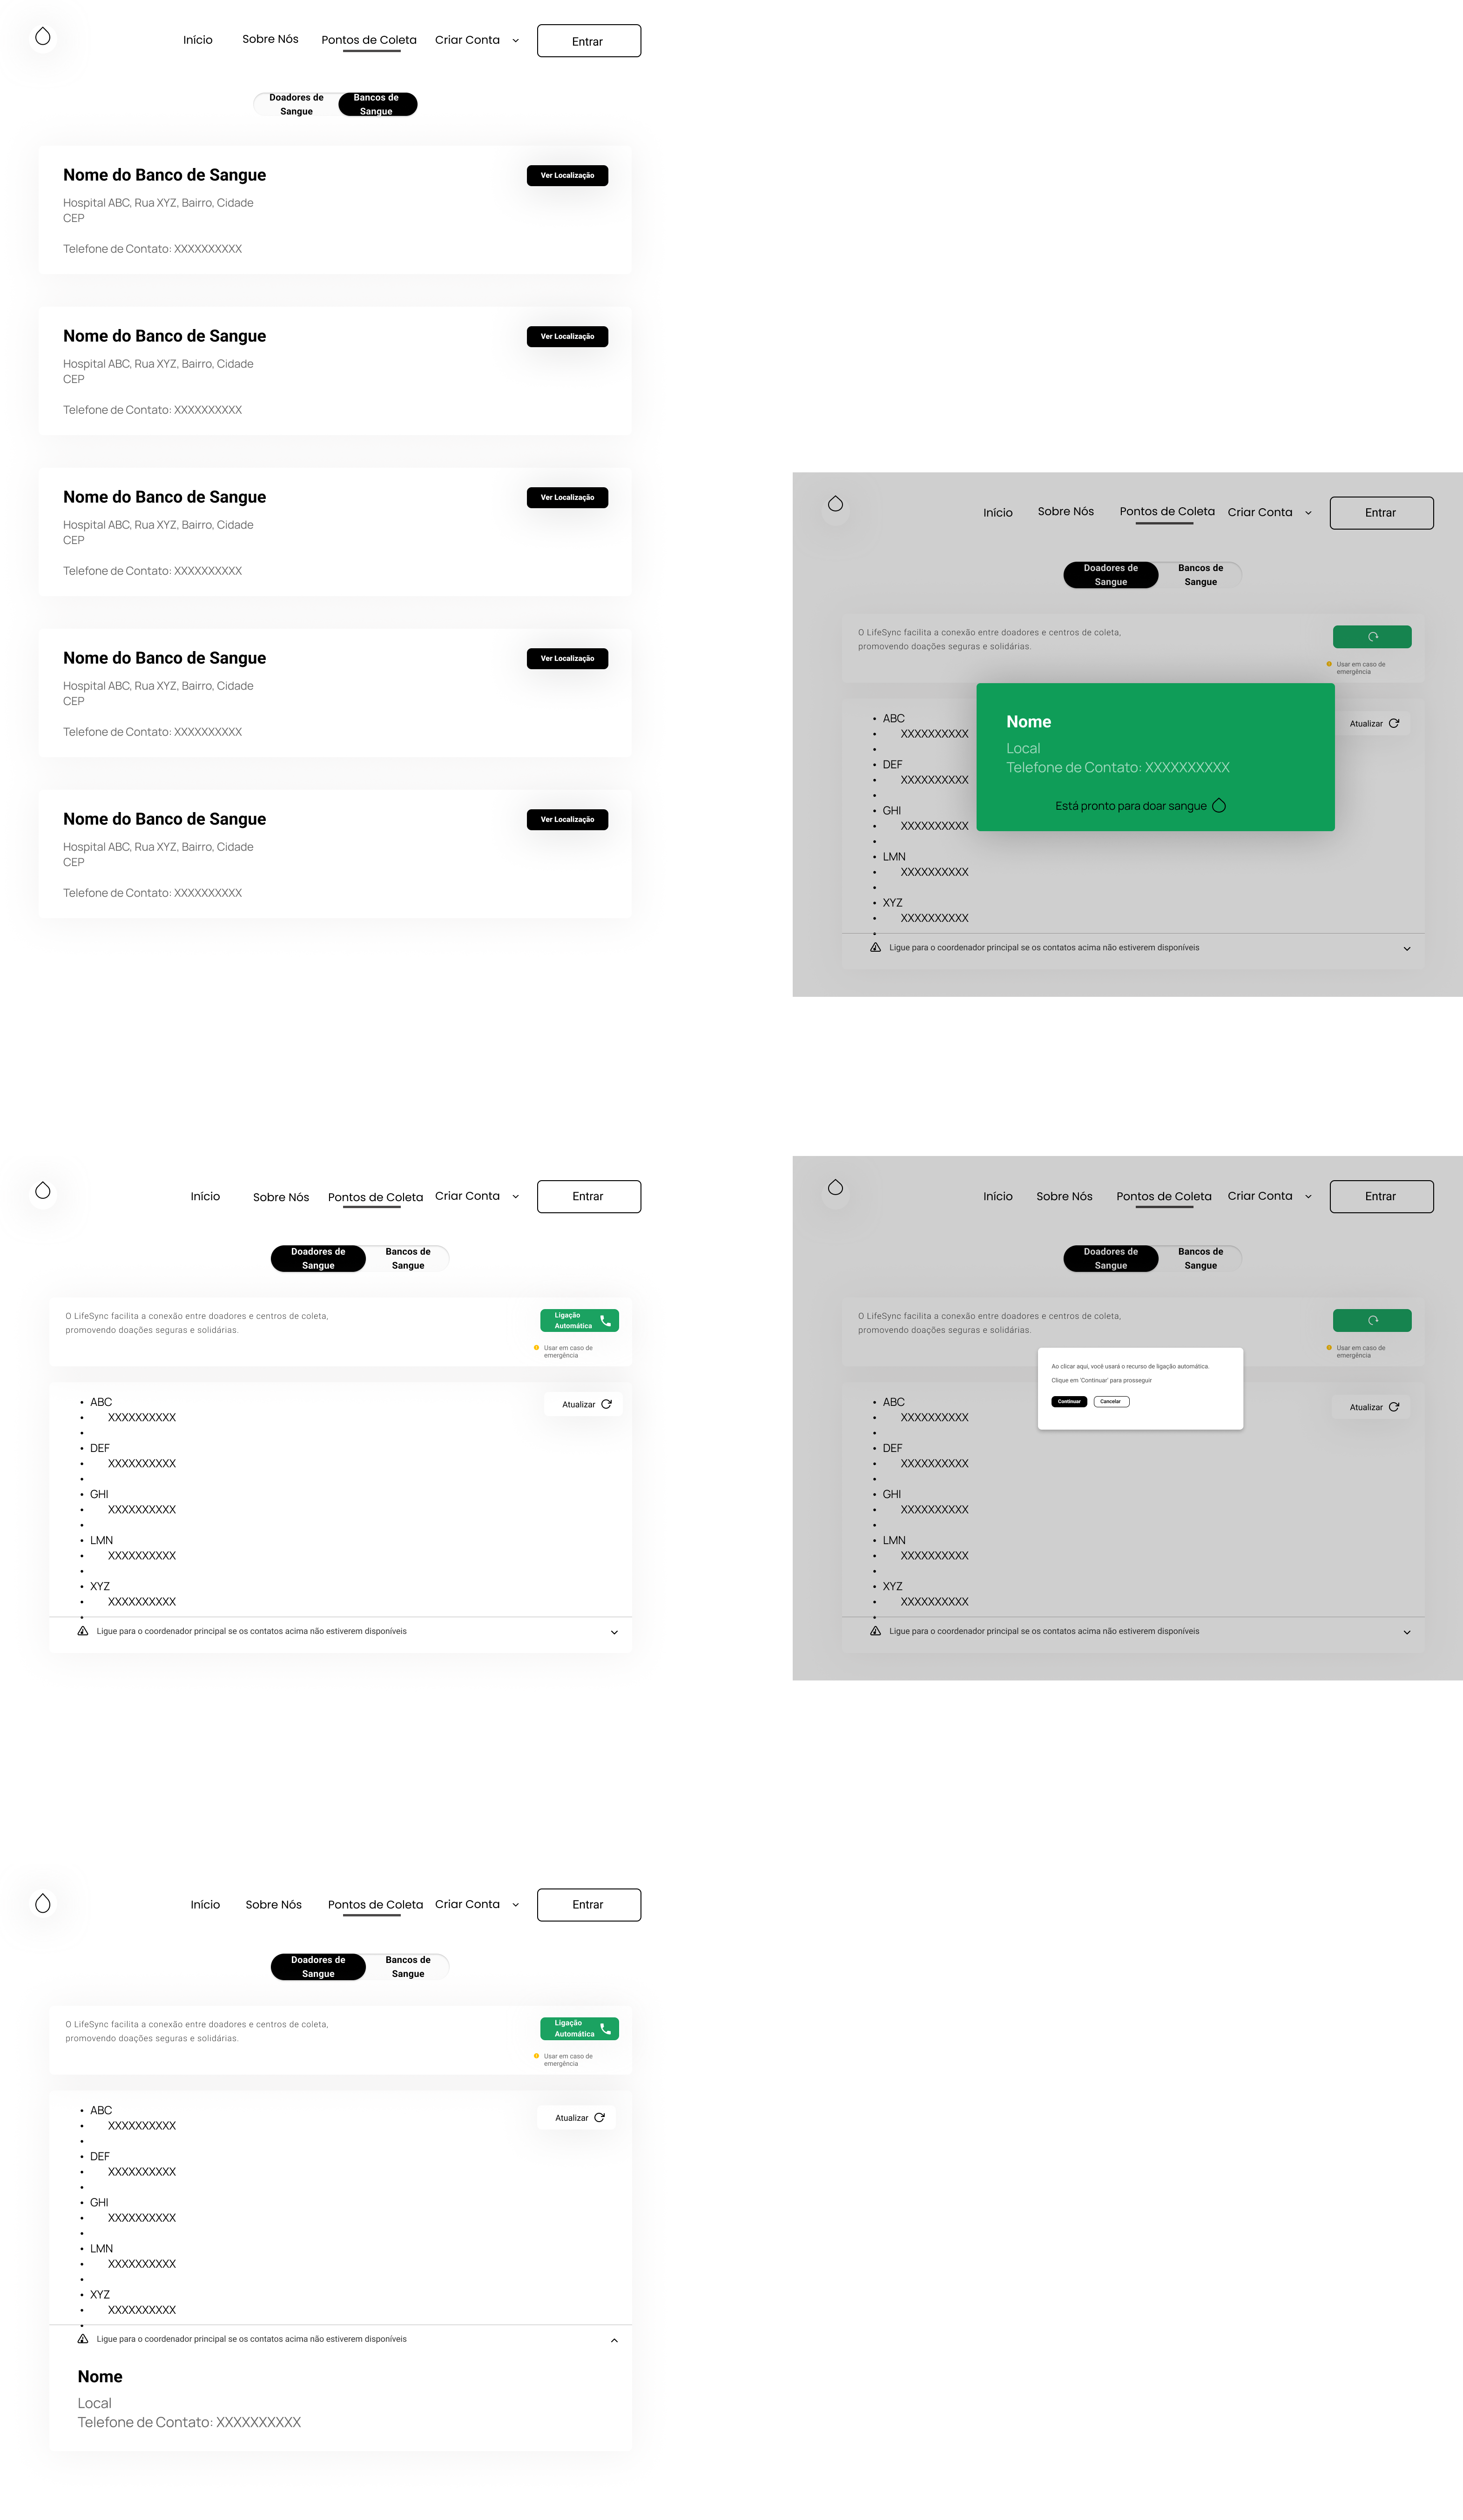 Início
Sobre Nós
Pontos de Coleta
Criar Conta
Entrar
Doadores de
Sangue
Bancos de
Sangue
Nome do Banco de Sangue
Ver Localização
Hospital ABC, Rua XYZ, Bairro, Cidade
CEP
Telefone de Contato: XXXXXXXXXX
Nome do Banco de Sangue
Ver Localização
Hospital ABC, Rua XYZ, Bairro, Cidade
CEP
Telefone de Contato: XXXXXXXXXX
Nome do Banco de Sangue
Ver Localização
Hospital ABC, Rua XYZ, Bairro, Cidade
CEP
Telefone de Contato: XXXXXXXXXX
Nome do Banco de Sangue
Ver Localização
Hospital ABC, Rua XYZ, Bairro, Cidade
CEP
Telefone de Contato: XXXXXXXXXX
Nome do Banco de Sangue
Ver Localização
Hospital ABC, Rua XYZ, Bairro, Cidade
CEP
Telefone de Contato: XXXXXXXXXX
Início
Sobre Nós
Pontos de Coleta
Criar Conta
Entrar
Doadores de
Sangue
Bancos de
Sangue
O LifeSync facilita a conexão entre doadores e centros de coleta,
promovendo doações seguras e solidárias.
Usar em caso de
emergência
Atualizar
ABC
XXXXXXXXXX
DEF
XXXXXXXXXX
GHI
XXXXXXXXXX
LMN
XXXXXXXXXX
XYZ
XXXXXXXXXX
Nome
Local
Telefone de Contato: XXXXXXXXXX
Está pronto para doar sangue
Ligue para o coordenador principal se os contatos acima não estiverem disponíveis
Início
Sobre Nós
Pontos de Coleta
Criar Conta
Entrar
Doadores de
Sangue
Bancos de
Sangue
O LifeSync facilita a conexão entre doadores e centros de coleta,
promovendo doações seguras e solidárias.
Ligação
Automática
Usar em caso de
emergência
Atualizar
ABC
XXXXXXXXXX
DEF
XXXXXXXXXX
GHI
XXXXXXXXXX
LMN
XXXXXXXXXX
XYZ
XXXXXXXXXX
Ligue para o coordenador principal se os contatos acima não estiverem disponíveis
Início
Sobre Nós
Pontos de Coleta
Criar Conta
Entrar
Doadores de
Sangue
Bancos de
Sangue
O LifeSync facilita a conexão entre doadores e centros de coleta,
promovendo doações seguras e solidárias.
Usar em caso de
emergência
Ao clicar aqui, você usará o recurso de ligação automática.
Clique em 'Continuar' para prosseguir
Continuar
Cancelar
Atualizar
ABC
XXXXXXXXXX
DEF
XXXXXXXXXX
GHI
XXXXXXXXXX
LMN
XXXXXXXXXX
XYZ
XXXXXXXXXX
Ligue para o coordenador principal se os contatos acima não estiverem disponíveis
Início
Sobre Nós
Pontos de Coleta
Criar Conta
Entrar
Doadores de
Sangue
Bancos de
Sangue
O LifeSync facilita a conexão entre doadores e centros de coleta,
promovendo doações seguras e solidárias.
Ligação
Automática
Usar em caso de
emergência
Atualizar
ABC
XXXXXXXXXX
DEF
XXXXXXXXXX
GHI
XXXXXXXXXX
LMN
XXXXXXXXXX
XYZ
XXXXXXXXXX
Ligue para o coordenador principal se os contatos acima não estiverem disponíveis
Nome
Local
Telefone de Contato: XXXXXXXXXX